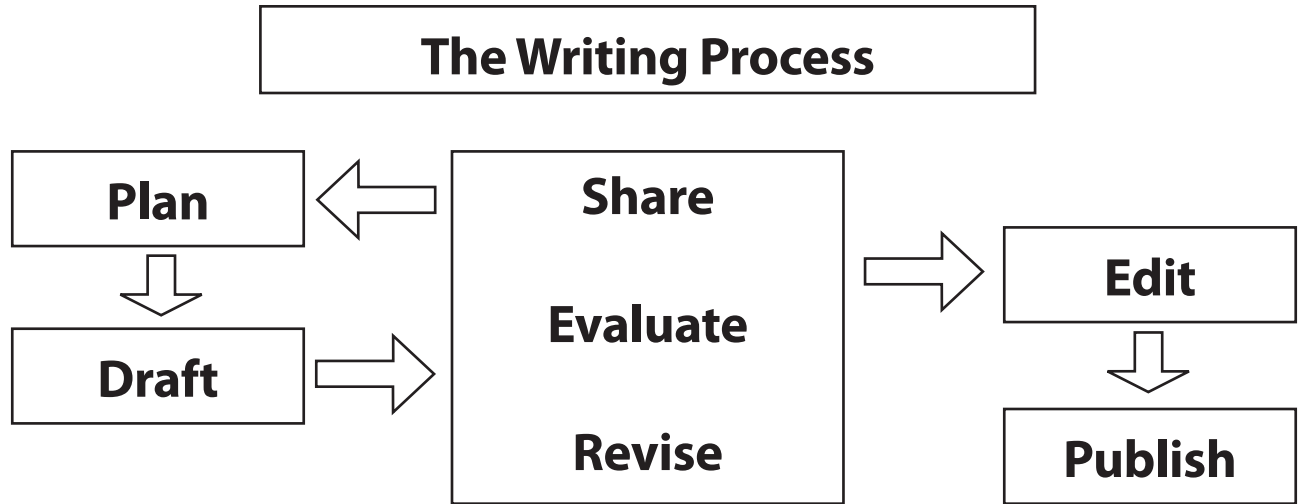 The Writing Process
Plan
Draft
Share
Evaluate
Revise
Edit
Publish